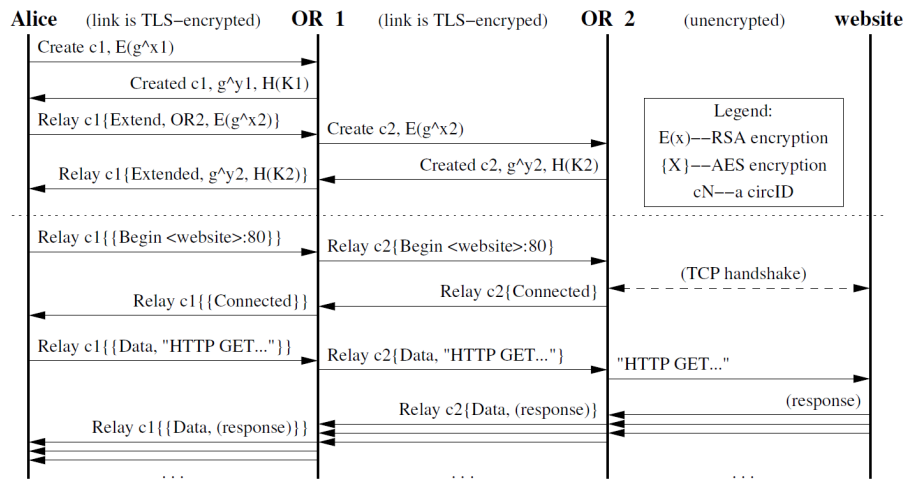 Alice (link is TLS−encrypted) OR 1 (link is TLS−encryped) OR 2 (unencrypted) website
Create c1, E(g^x1)
Created c1, g^y1, H(K1)
Relay c1{Extend, OR2, E(g^x2)}
Create c2, E(g^x2)
Created c2, g^y2, H(K2)
Relay c1{Extended, g^y2, H(K2)}
Legend:
E(x)−−RSA encryption
{X}−−AES encryption
cN−−a circID
Relay c1{{Begin <website>:80}}
Relay c2{Begin <website>:80}
(TCP handshake)
Relay c2{Connected}
Relay c1{{Connected}}
Relay c1{{Data, "HTTP GET..."}}
Relay c2{Data, "HTTP GET..."}
"HTTP GET..."
(response)
Relay c2{Data, (response)}
Relay c1{{Data, (response)}}
. . . . . . . . .